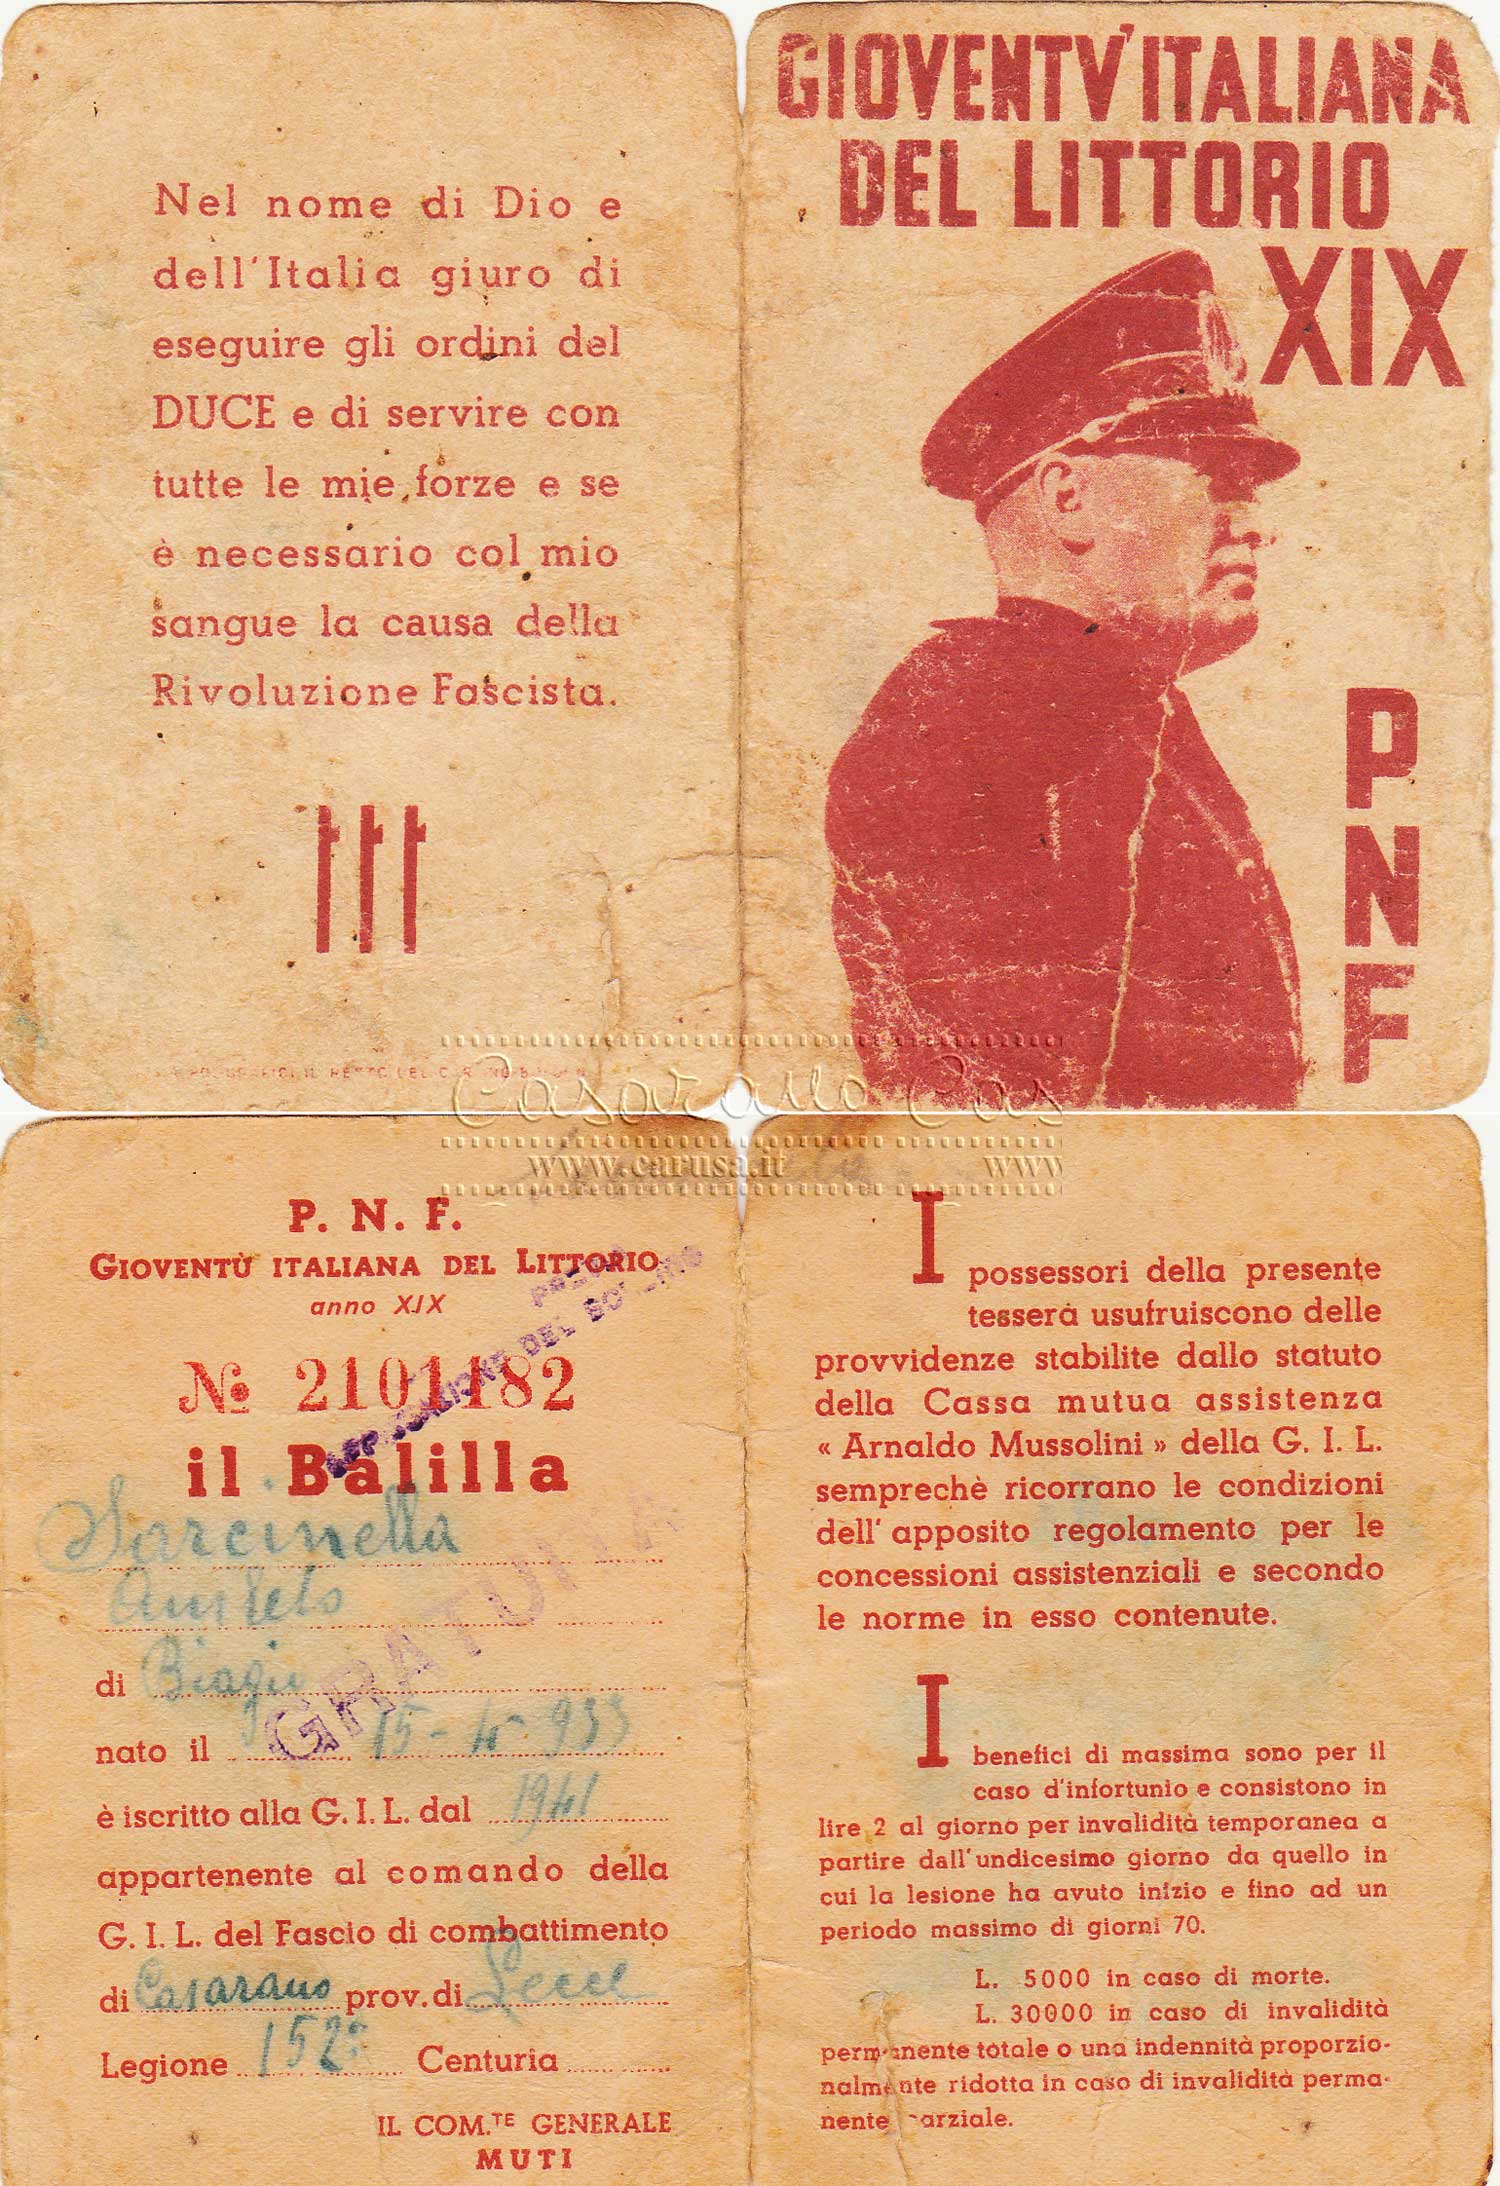 Nel nome di Dio e
dell'Italia giuro di
eseguire gli ordini del
DUCE e di servire con
tutte le mie forze e se
è necessario col mio
sangue la causa della
Rivoluzione Fascista.
GIOVENTV' ITALIANA
DEL LITTORIO
XIX
P
N
F
Casarano Cas
www.carusa.it www
P. N. F.
GIOVENTÙ ITALIANA DEL LITTORIO
anno XIX
№ 2101182
il Balilla
Sarcinella
Angelo
di Biagio
GRATUITA
nato il 15-4-933
è iscritto alla G. I. L. dal 1941
appartenente al comando della
G. I. L. del Fascio di combattimento
di Casarano prov. di Lecce
Legione 152ª Centuria
IL COM.TE GENERALE
MUTI
I possessori della presente
tessera usufruiscono delle
provvidenze stabilite dallo statuto
della Cassa mutua assistenza
« Arnaldo Mussolini » della G. I. L.
semprechè ricorrano le condizioni
dell' apposito regolamento per le
concessioni assistenziali e secondo
le norme in esso contenute.
I benefici di massima sono per il
caso d'infortunio e consistono in
lire 2 al giorno per invalidità temporanea a
partire dall'undicesimo giorno da quello in
cui la lesione ha avuto inizio e fino ad un
periodo massimo di giorni 70.
L. 5000 in caso di morte.
L. 30000 in caso di invalidità
permanente totale o una indennità proporzio-
nalmente ridotta in caso di invalidità perma-
nente parziale.